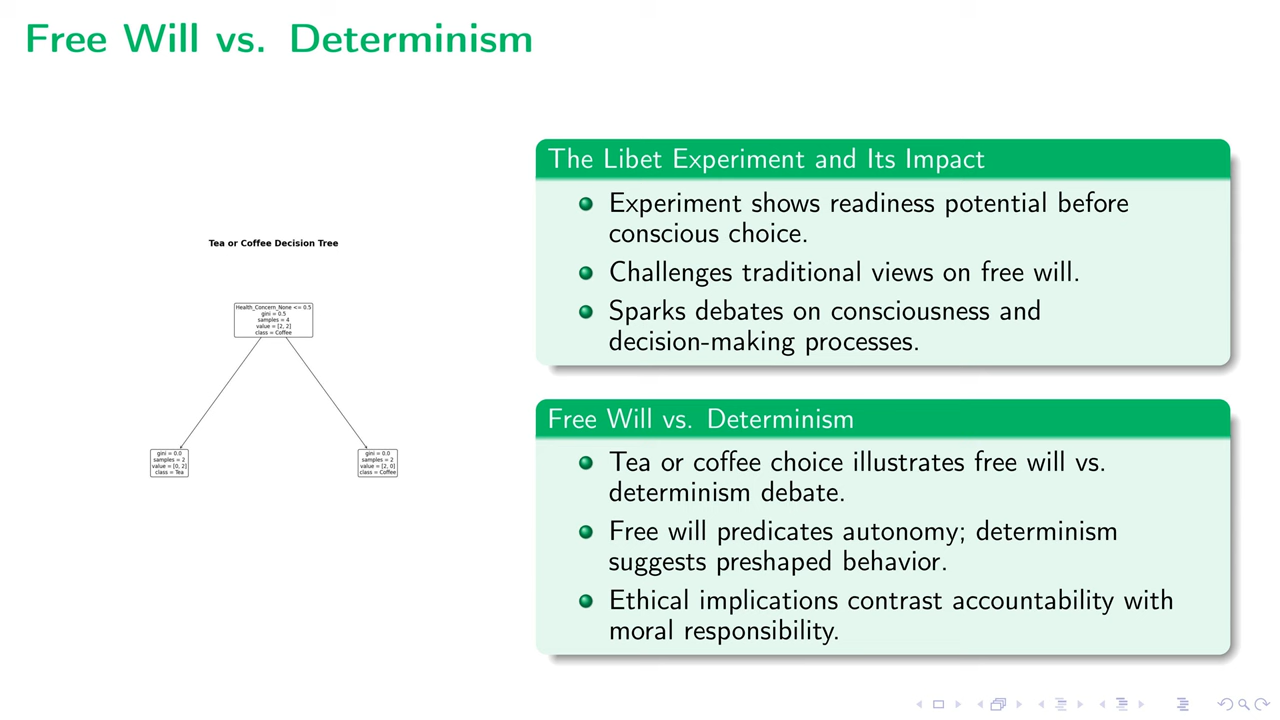 Free Will vs. Determinism
Tea or Coffee Decision Tree
Health_Concern_None <= 0.5
gini = 0.5
samples = 4
value = [2, 2]
class = Coffee
gini = 0.0
samples = 2
value = [0, 2]
class = Tea
gini = 0.0
samples = 2
value = [2, 0]
class = Coffee
The Libet Experiment and Its Impact
Experiment shows readiness potential before
conscious choice.
Challenges traditional views on free will.
Sparks debates on consciousness and
decision-making processes.
Free Will vs. Determinism
Tea or coffee choice illustrates free will vs.
determinism debate.
Free will predicates autonomy; determinism
suggests preshaped behavior.
Ethical implications contrast accountability with
moral responsibility.